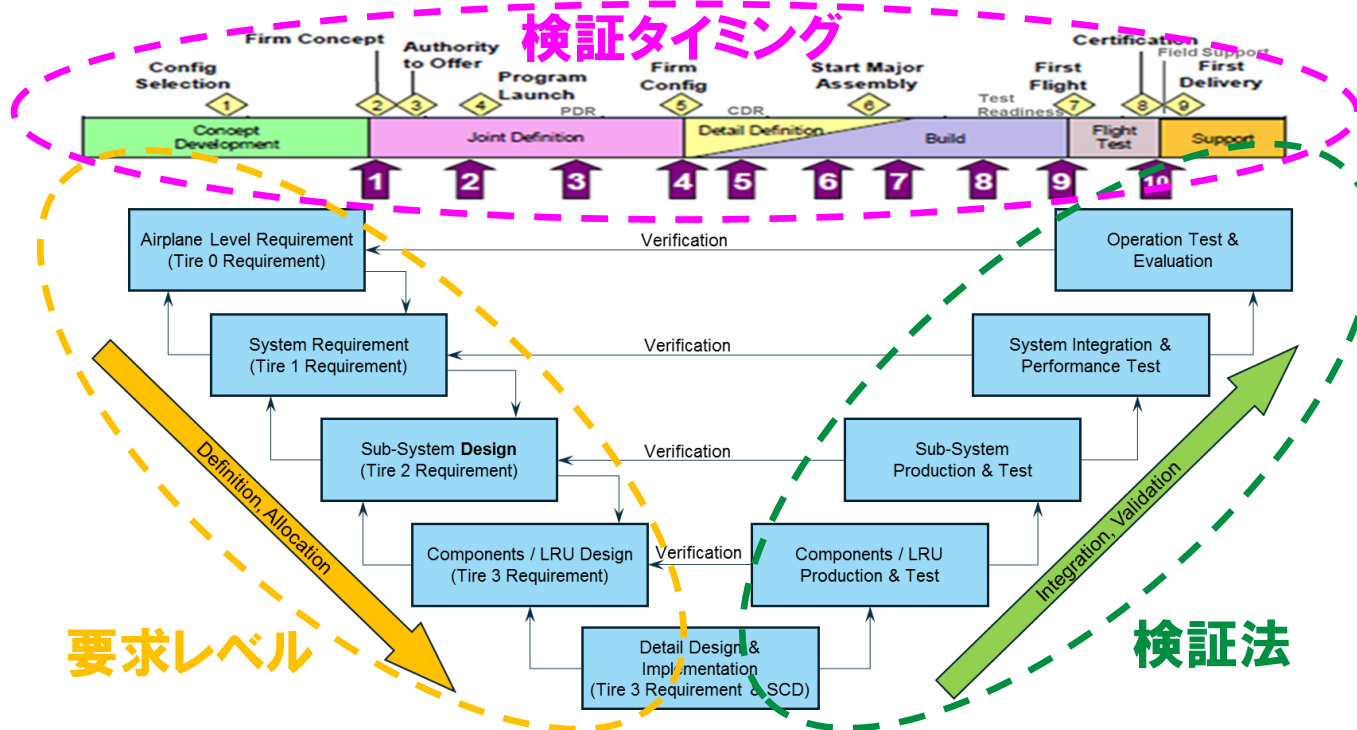 検証タイミング
Firm Concept
Authority
to Offer
Certification
Field Support
Config
Selection
Program
Launch
Firm
Config
Start Major
Assembly
First
Flight
First
Delivery
PDR
CDR
Test
Readiness
1
2
3
4
5
6
7
8
9
Concept
Development
Joint Definition
Detail Definition
Build
Flight
Test
Support
1
2
3
4
5
6
7
8
9
10
Airplane Level Requirement
(Tire 0 Requirement)
Verification
Operation Test &
Evaluation
System Requirement
(Tire 1 Requirement)
Verification
System Integration &
Performance Test
Sub-System Design
(Tire 2 Requirement)
Verification
Sub-System
Production & Test
Components / LRU Design
(Tire 3 Requirement)
Verification
Components / LRU
Production & Test
Detail Design &
Implementation
(Tire 3 Requirement & SCD)
Definition, Allocation
Integration, Validation
要求レベル
検証法